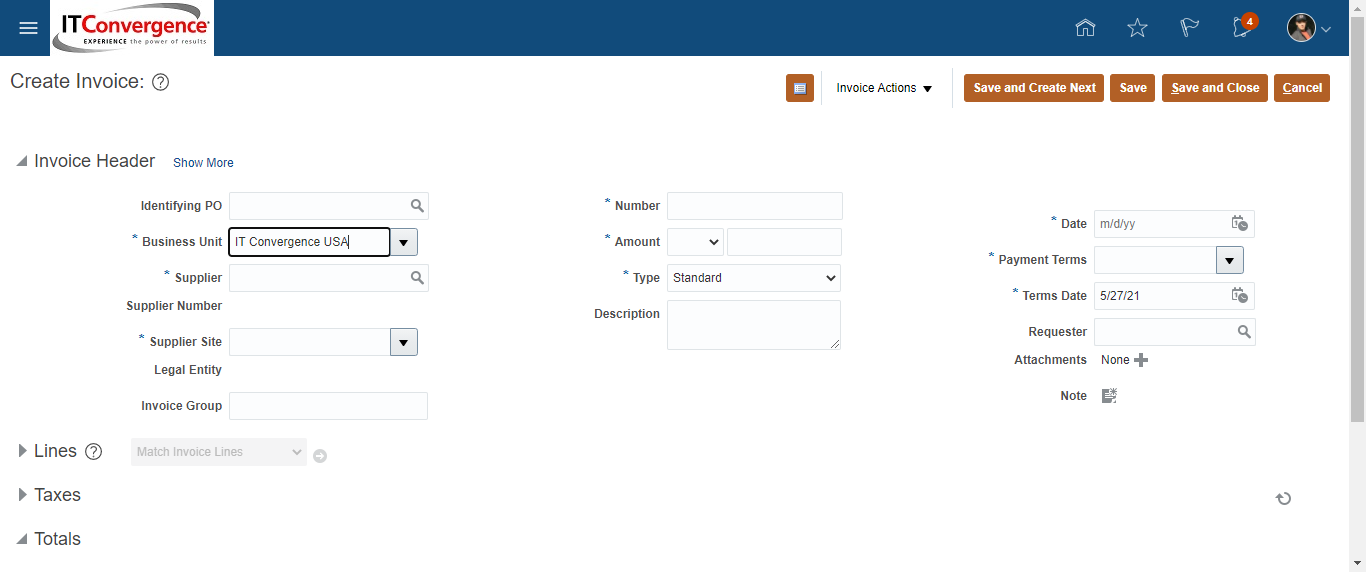 ITConvergence
EXPERIENCE the power of results
4
Create Invoice: ?
Invoice Actions
Save and Create Next
Save
Save and Close
Cancel
Invoice Header Show More
Identifying PO
* Business Unit IT Convergence USA
* Supplier
Supplier Number
* Supplier Site
Legal Entity
Invoice Group
* Number
* Amount
* Type Standard
Description
* Date m/d/yy
* Payment Terms
* Terms Date 5/27/21
Requester
Attachments None
Note
Lines ? Match Invoice Lines
Taxes
Totals